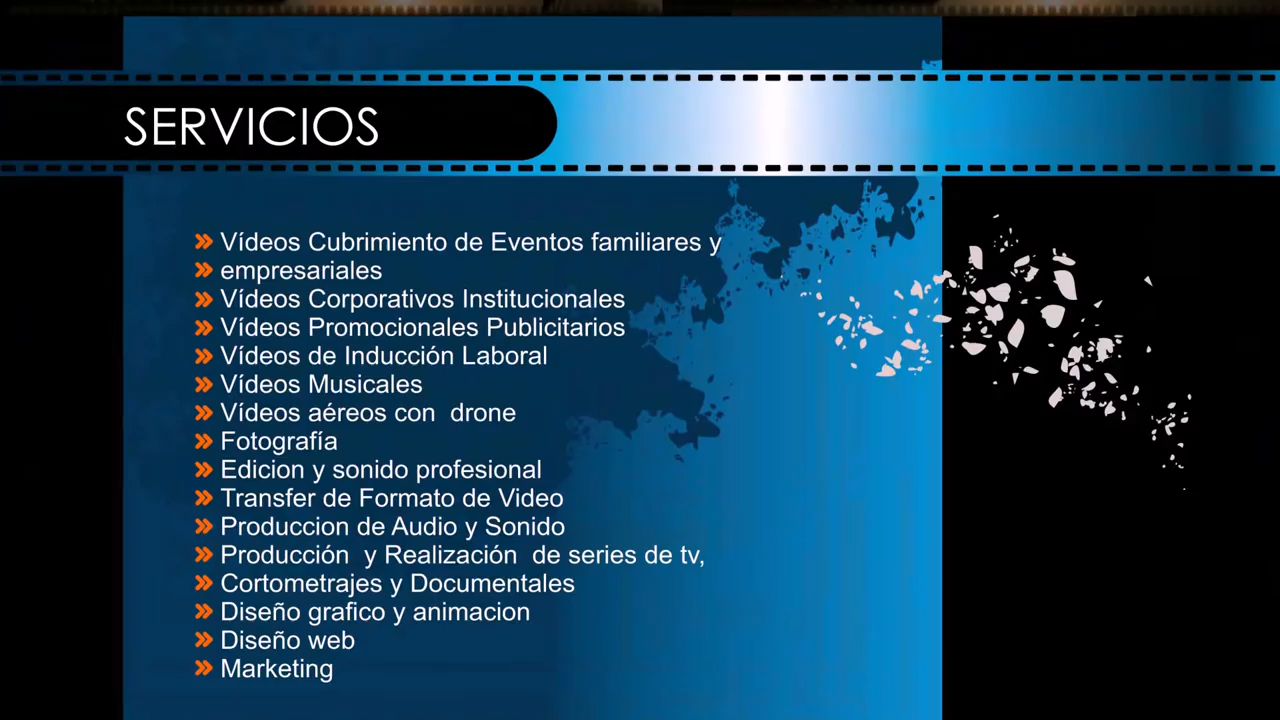 SERVICIOS
Vídeos Cubrimiento de Eventos familiares y
empresariales
Vídeos Corporativos Institucionales
Vídeos Promocionales Publicitarios
Vídeos de Inducción Laboral
Vídeos Musicales
Vídeos aéreos con  drone
Fotografía
Edicion y sonido profesional
Transfer de Formato de Video
Produccion de Audio y Sonido
Producción  y Realización  de series de tv,
Cortometrajes y Documentales
Diseño grafico y animacion
Diseño web
Marketing